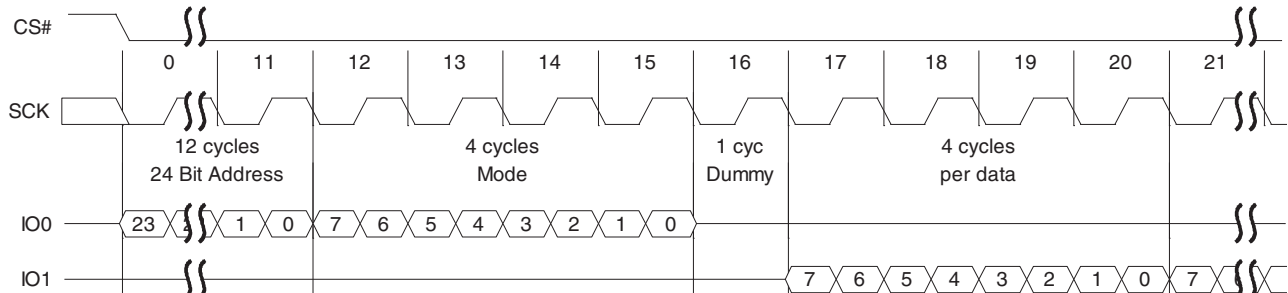 CS#
0 11 12 13 14 15 16 17 18 19 20 21
SCK
12 cycles 4 cycles 1 cyc 4 cycles
24 Bit Address Mode Dummy per data
IO0 23 1 0 7 6 5 4 3 2 1 0
IO1 7 6 5 4 3 2 1 0 7